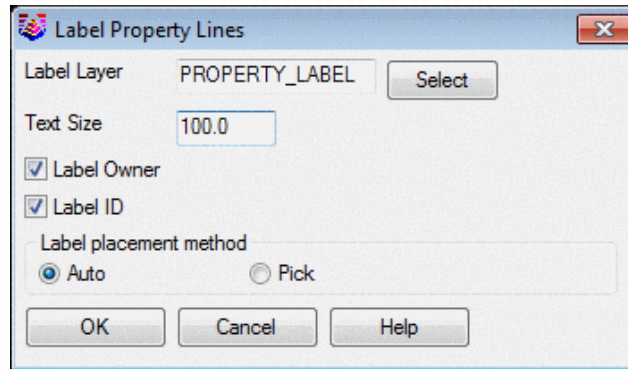 Label Property Lines
Label Layer PROPERTY_LABEL Select
Text Size 100.0
Label Owner
Label ID
Label placement method
Auto Pick
OK Cancel Help